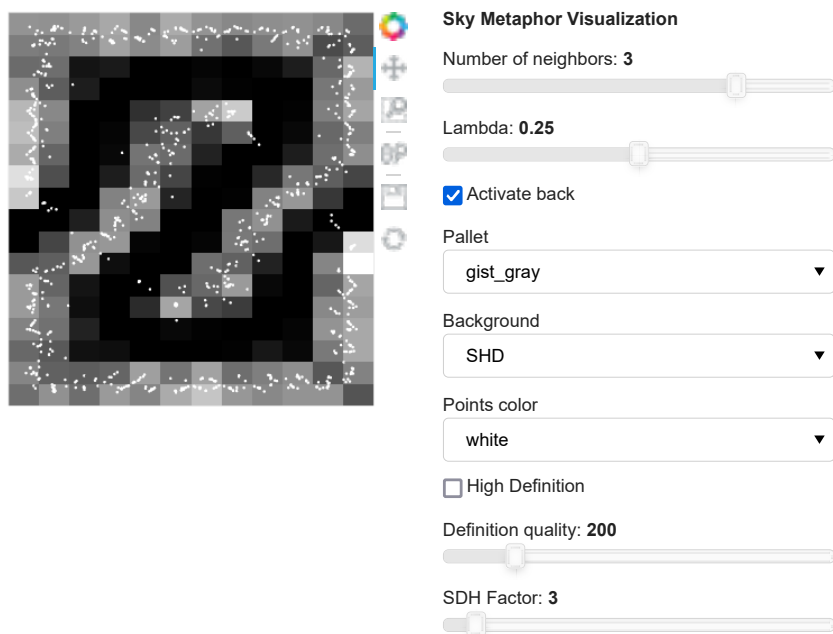 Sky Metaphor Visualization
Number of neighbors: 3
Lambda: 0.25
Activate back
Pallet
gist_gray
Background
SHD
Points color
white
High Definition
Definition quality: 200
SDH Factor: 3